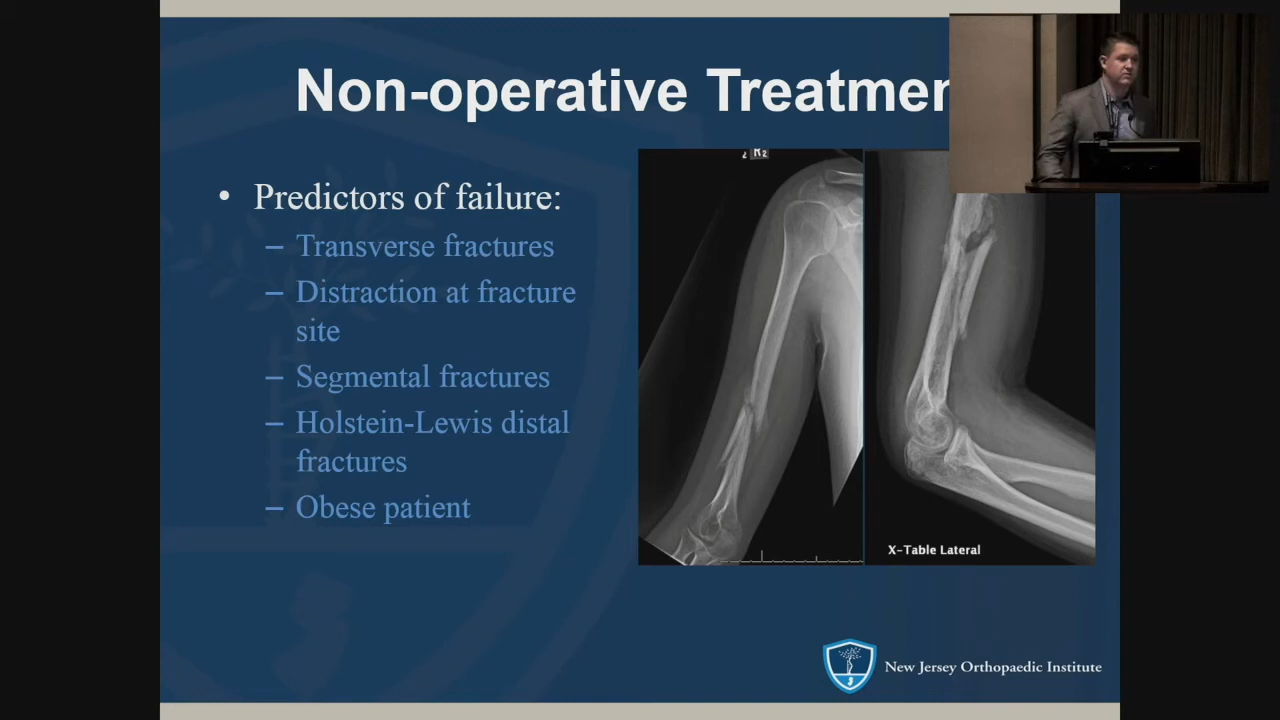 Non-operative Treatmen
• Predictors of failure:
– Transverse fractures
– Distraction at fracture
site
– Segmental fractures
– Holstein-Lewis distal
fractures
– Obese patient
R2
X-Table Lateral
New Jersey Orthopaedic Institute